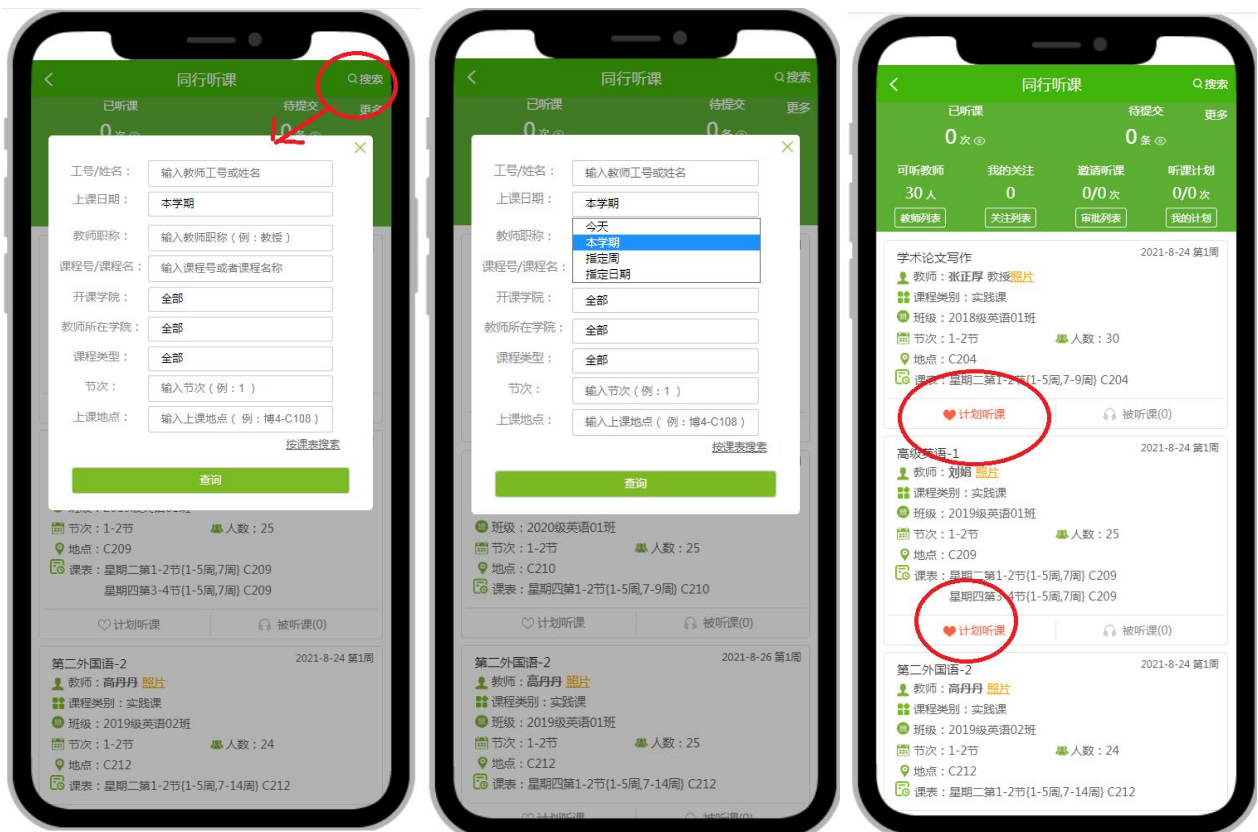 同行听课
搜索
已听课
待提交
更多
0次
0条
工号/姓名：
输入教师工号或姓名
上课日期：
本学期
教师职称：
输入教师职称（例：教授）
课程号/课程名：
输入课程号或者课程名称
开课学院：
全部
教师所在学院：
全部
课程类型：
全部
节次：
输入节次（例：1 ）
上课地点：
输入上课地点（ 例：博4-C108 ）
按课表搜索
查询
节次：1-2节
人数：25
地点：C209
课表：星期二第1-2节{1-5周,7周} C209
星期四第3-4节{1-5周,7周} C209
计划听课
被听课(0)
第二外国语-2
2021-8-24 第1周
教师：高丹丹 照片
课程类别：实践课
班级：2019级英语02班
节次：1-2节
人数：24
地点：C212
课表：星期二第1-2节{1-5周,7-14周} C212
同行听课
搜索
已听课
待提交
更多
0次
0条
工号/姓名：
输入教师工号或姓名
上课日期：
本学期
今天
本学期
指定周
指定日期
教师职称：
课程号/课程名：
开课学院：
全部
教师所在学院：
全部
课程类型：
全部
节次：
输入节次（例：1 ）
上课地点：
输入上课地点（ 例：博4-C108 ）
按课表搜索
查询
班级：2020级英语01班
节次：1-2节
人数：25
地点：C210
课表：星期四第1-2节{1-5周,7-9周} C210
计划听课
被听课(0)
第二外国语-2
2021-8-26 第1周
教师：高丹丹 照片
课程类别：实践课
班级：2019级英语01班
节次：1-2节
人数：25
地点：C212
课表：星期四第1-2节{1-5周,7-14周} C212
同行听课
搜索
已听课
待提交
更多
0次
0条
可听教师
我的关注
邀请听课
听课计划
30人
0
0/0次
0/0次
教师列表
关注列表
审批列表
我的计划
学术论文写作
2021-8-24 第1周
教师：张正厚 教授照片
课程类别：实践课
班级：2018级英语01班
节次：1-2节
人数：30
地点：C204
课表：星期二第1-2节{1-5周,7-9周} C204
计划听课
被听课(0)
高级英语-1
2021-8-24 第1周
教师：刘娟 照片
课程类别：实践课
班级：2019级英语01班
节次：1-2节
人数：25
地点：C209
课表：星期二第1-2节{1-5周,7周} C209
星期四第3-4节{1-5周,7周} C209
计划听课
被听课(0)
第二外国语-2
2021-8-24 第1周
教师：高丹丹 照片
课程类别：实践课
班级：2019级英语02班
节次：1-2节
人数：24
地点：C212
课表：星期二第1-2节{1-5周,7-14周} C212